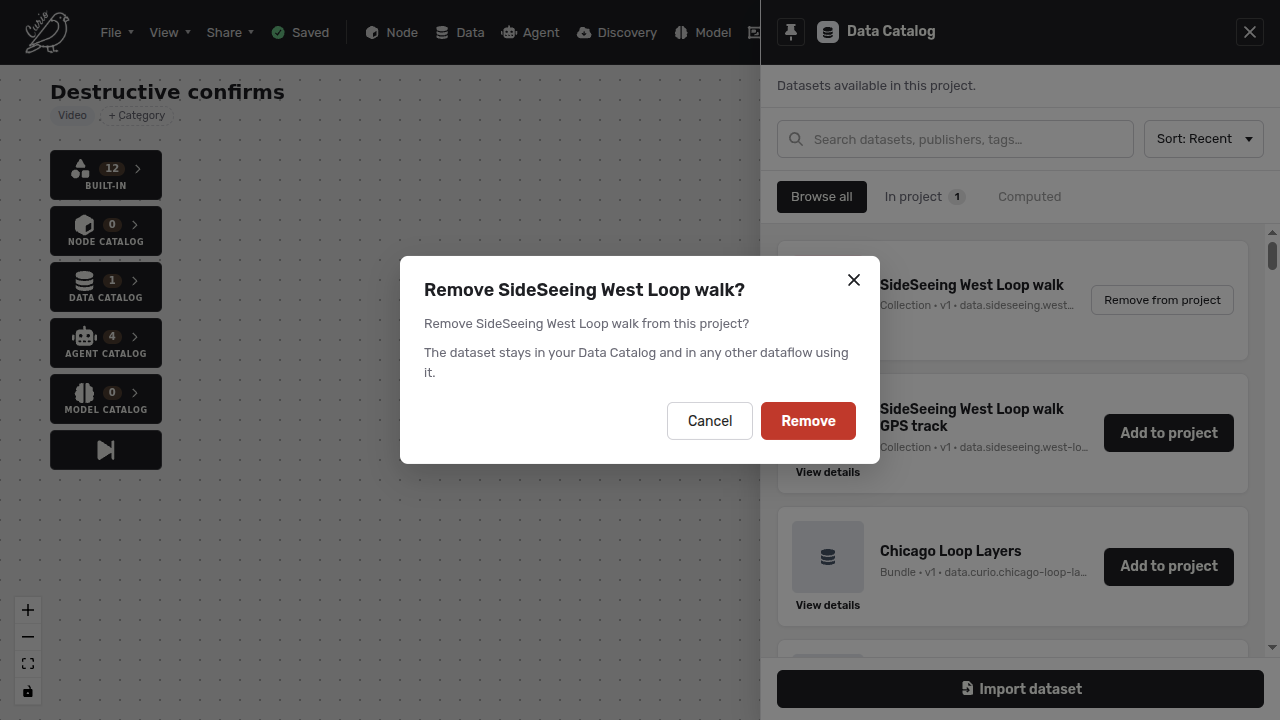 Curio
File
View
Share
Saved
Node
Data
Agent
Discovery
Model
Data Catalog
Destructive confirms
Video
+ Category
12
BUILT-IN
0
NODE CATALOG
1
DATA CATALOG
4
AGENT CATALOG
0
MODEL CATALOG
Datasets available in this project.
Search datasets, publishers, tags...
Sort: Recent
Browse all
In project 1
Computed
SideSeeing West Loop walk
Collection • v1 • data.sideseeing.west...
Remove from project
SideSeeing West Loop walk
GPS track
Collection • v1 • data.sideseeing.west-lo...
Add to project
View details
Chicago Loop Layers
Bundle • v1 • data.curio.chicago-loop-la...
Add to project
View details
Import dataset
Remove SideSeeing West Loop walk?
Remove SideSeeing West Loop walk from this project?
The dataset stays in your Data Catalog and in any other dataflow using
it.
Cancel
Remove